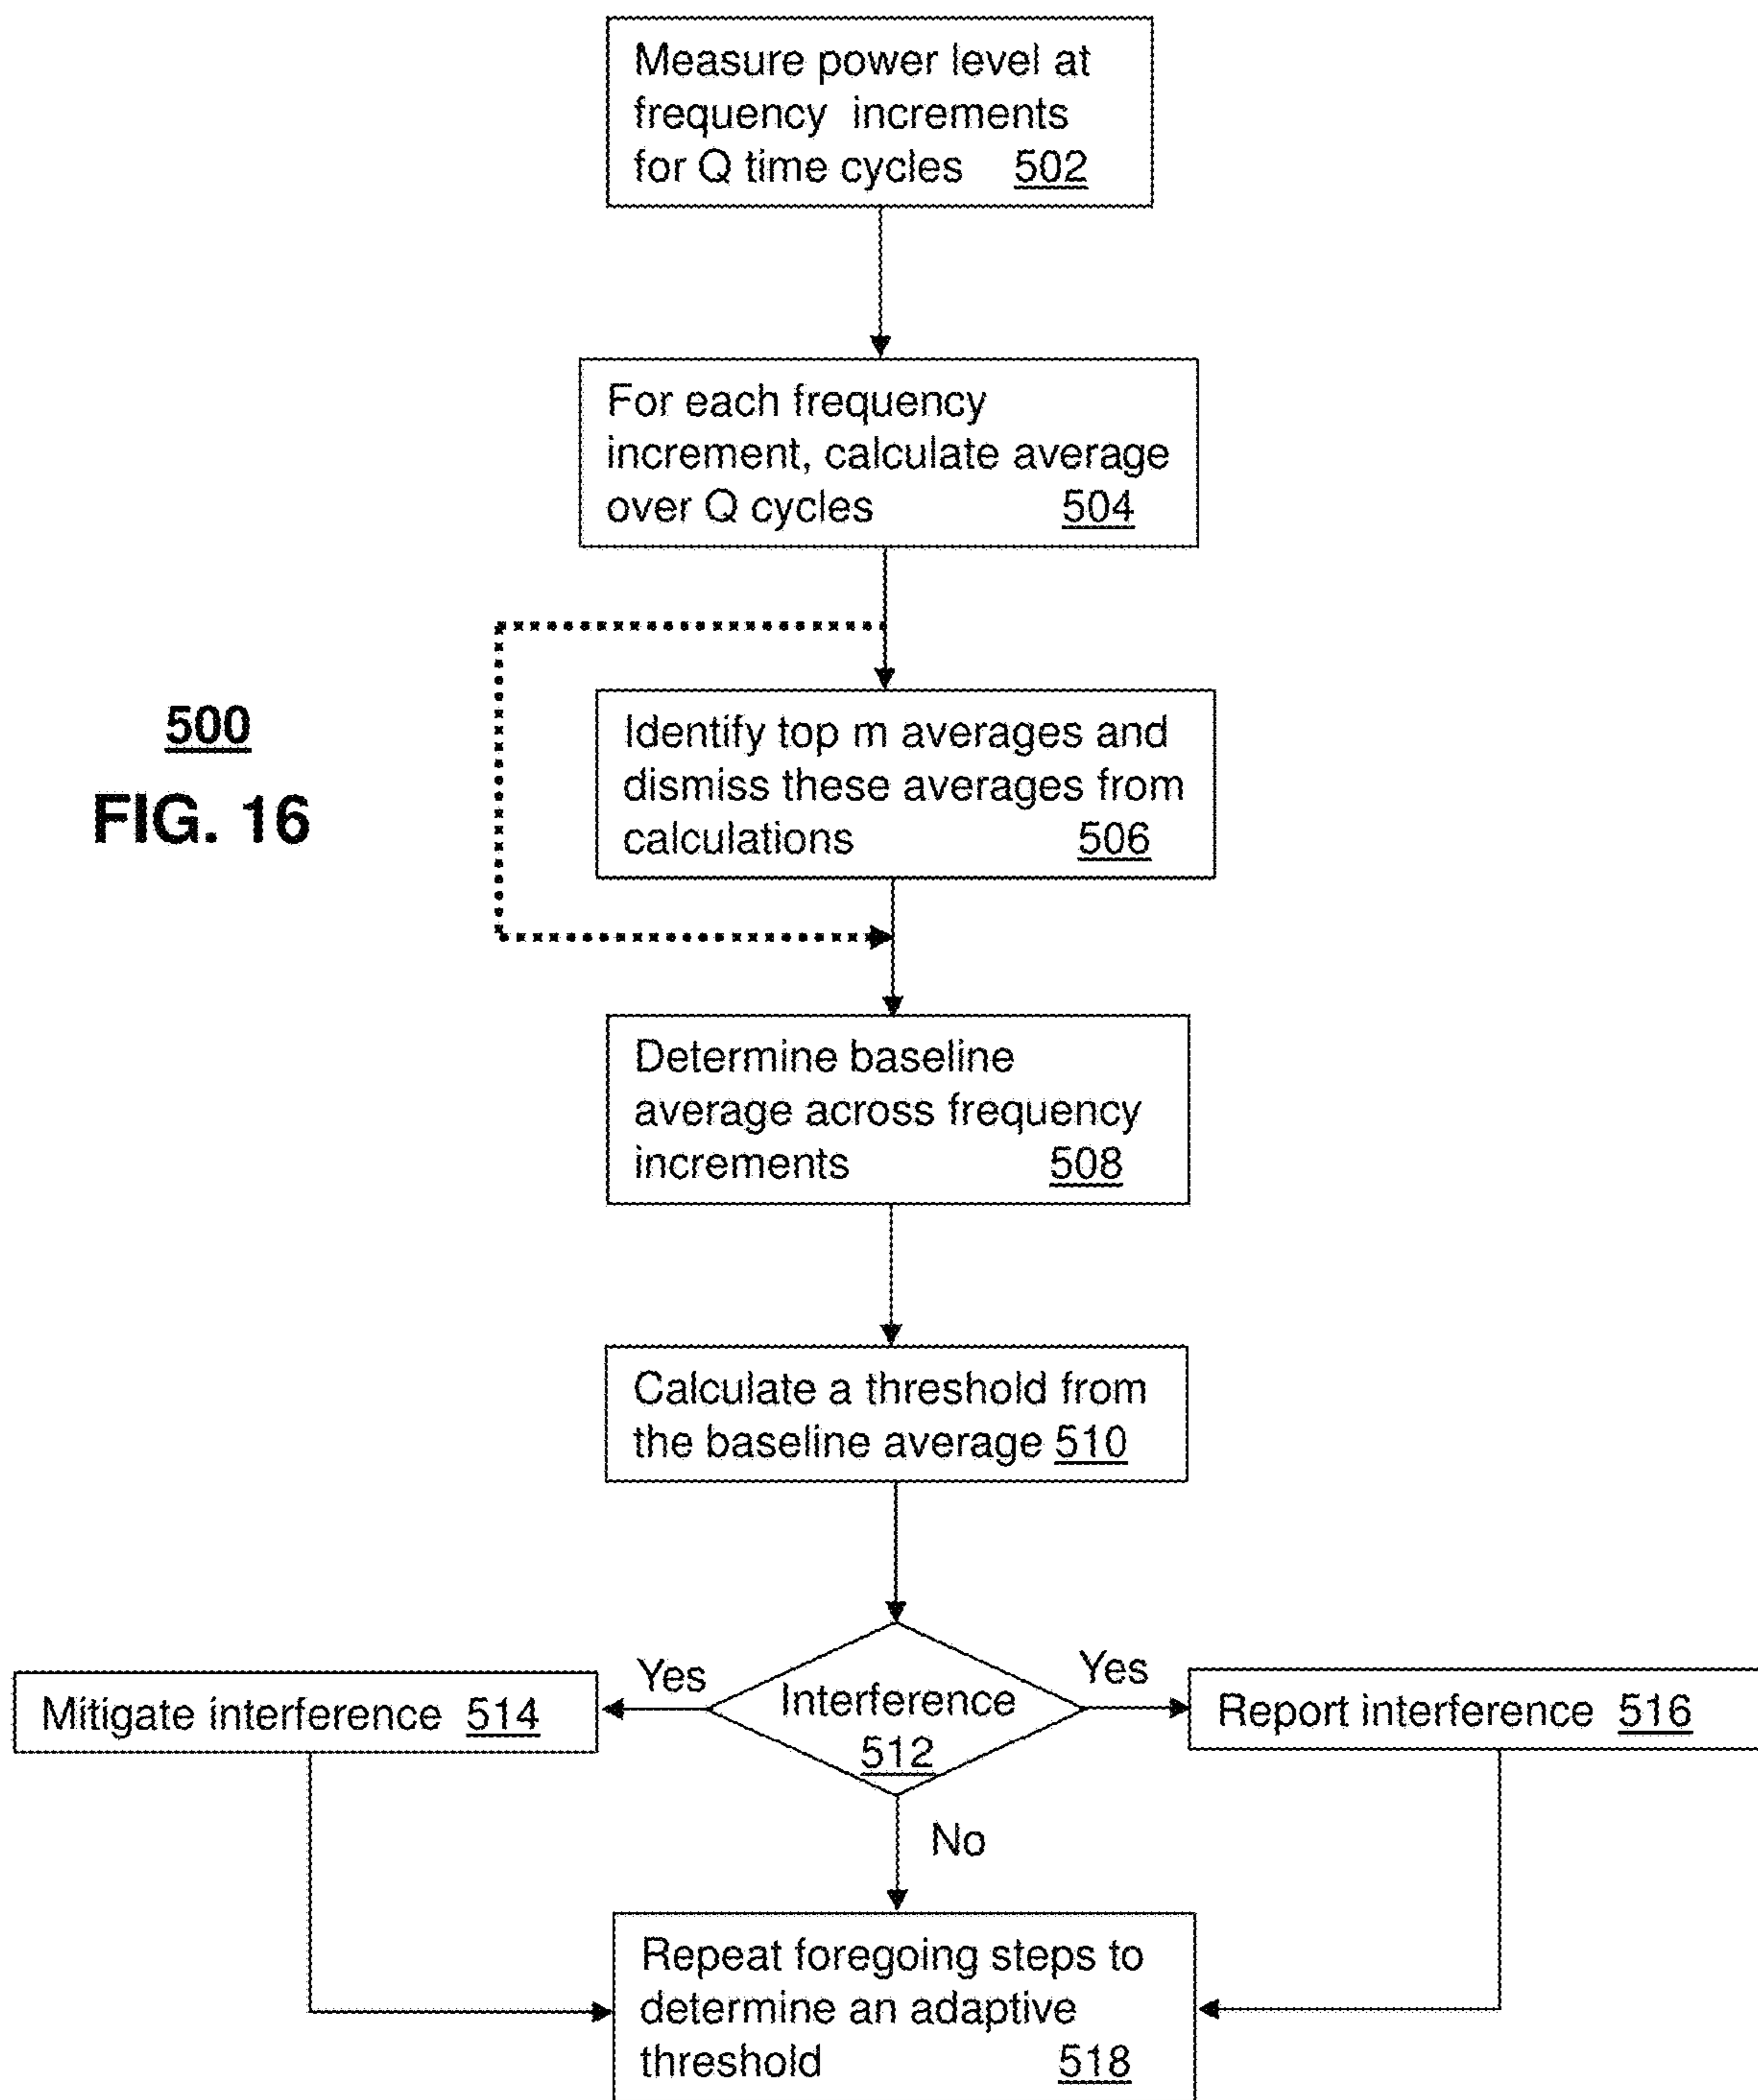 Measure power level at
frequency increments
for Q time cycles 502
For each frequency
increment, calculate average
over Q cycles 504
500
FIG. 16
Identify top m averages and
dismiss these averages from
calculations 506
Determine baseline
average across frequency
increments 508
Calculate a threshold from
the baseline average 510
Yes
Yes
Mitigate interference 514
Interference
512
Report interference 516
No
Repeat foregoing steps to
determine an adaptive
threshold 518